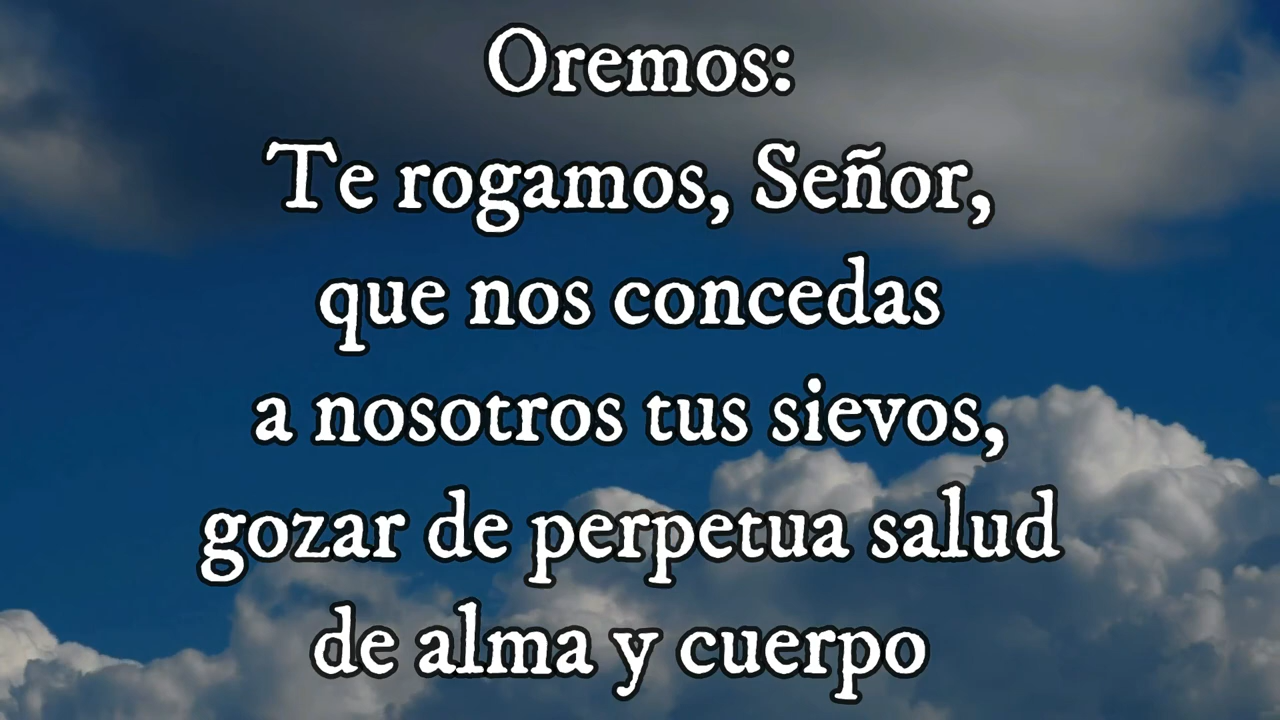 Oremos:
Te rogamos, Señor,
que nos concedas
a nosotros tus sievos,
gozar de perpetua salud
de alma y cuerpo